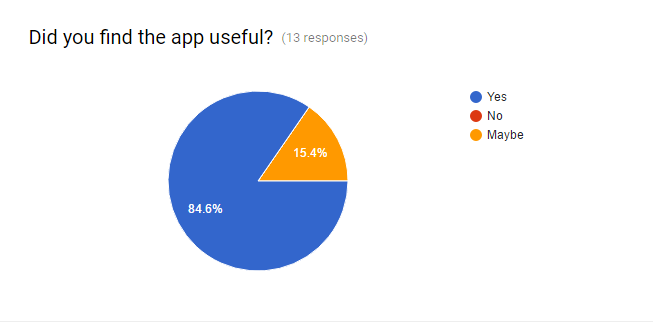 Did you find the app useful? (13 responses)
Yes
No
Maybe
15.4%
84.6%